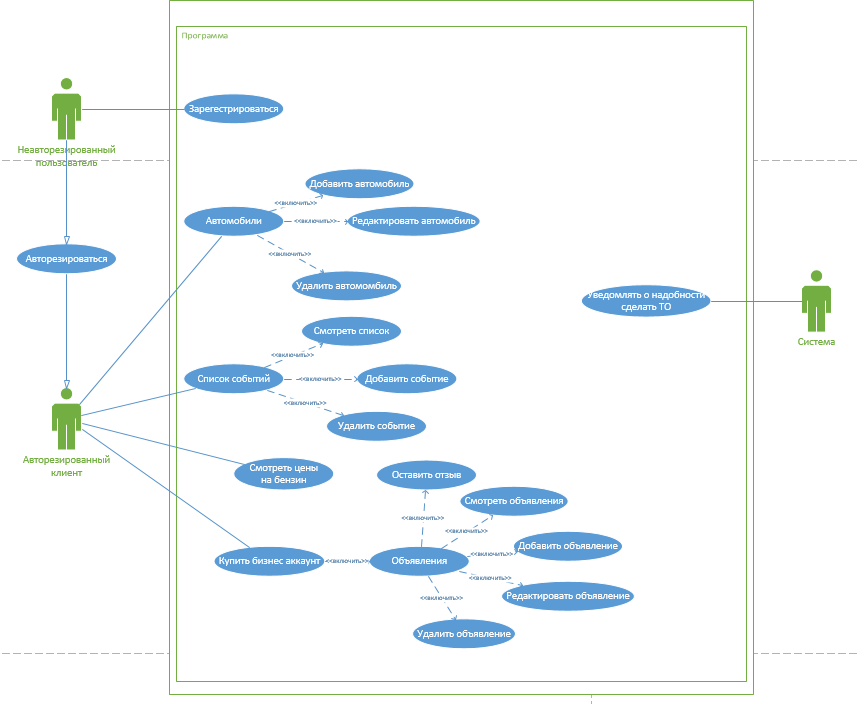 Программа
Зарегестрироваться
Неавторезированный
пользователь
Добавить автомобиль
<<включить>>
Автомобили
<<включить>>
Редактировать автомобиль
<<включить>>
Авторезироваться
Удалить автомомбиль
Уведомлять о надобности
сделать ТО
Система
Смотреть список
<<включить>>
Список событий
<<включить>>
Добавить событие
<<включить>>
Удалить событие
Авторезированный
клиент
Смотреть цены
на бензин
Оставить отзыв
Смотреть объявления
<<включить>>
<<включить>>
Добавить объявление
<<включить>>
Купить бизнес аккаунт
<<включить>>
Объявления
<<включить>>
Редактировать объявление
<<включить>>
Удалить объявление